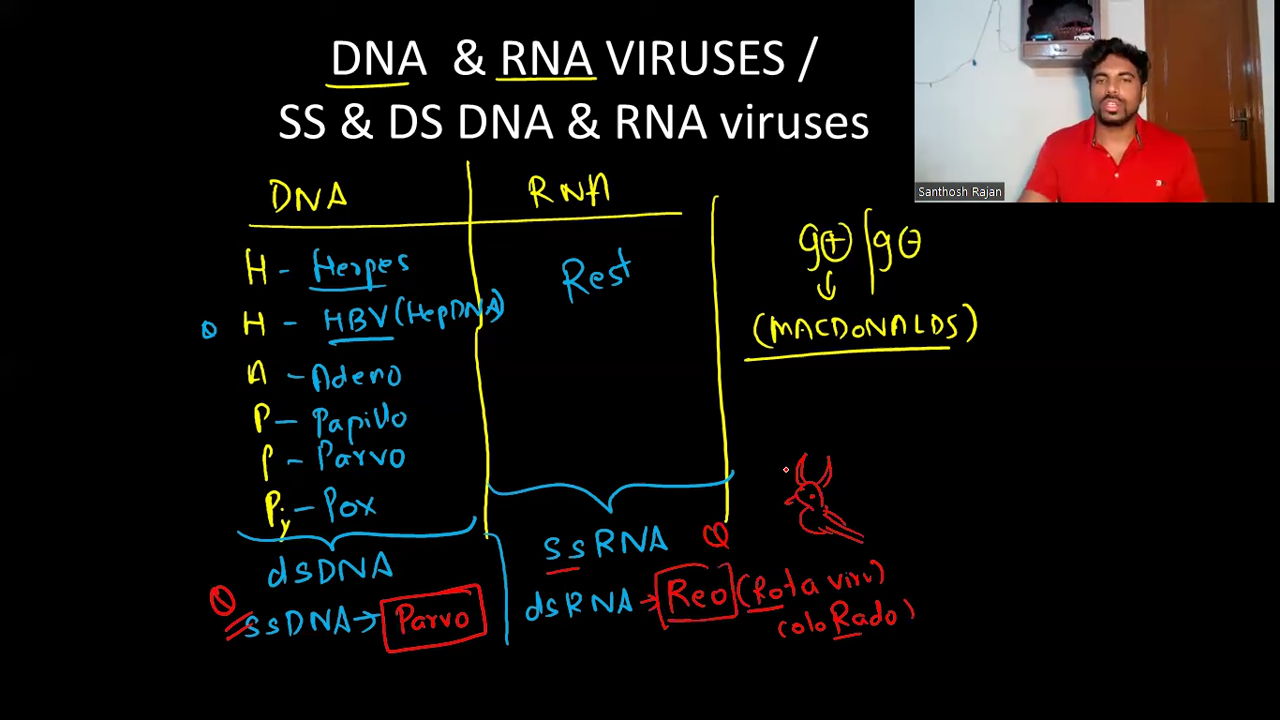 DNA & RNA VIRUSES /
SS & DS DNA & RNA viruses
Santhosh Rajan
DNA
RNA
H - Herpes
H - HBV (HepDNA)
A - Adeno
P - Papillo
P - Parvo
Py - Pox
Rest
g⊕ | g⊖
(MACDONALDS)
dsDNA
ssDNA → Parvo
ssRNA
dsRNA → Reo (Rota viru)
(coloRado)